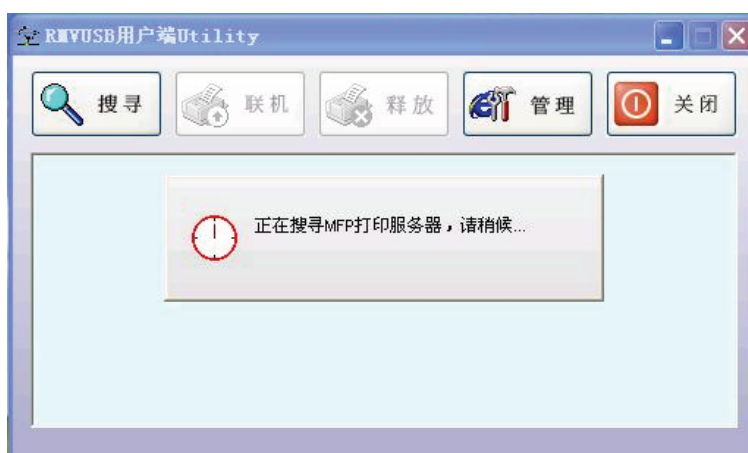 RMVUSB用户端Utility
搜寻
联机
释放
管理
关闭
正在搜寻MFP打印服务器，请稍候...